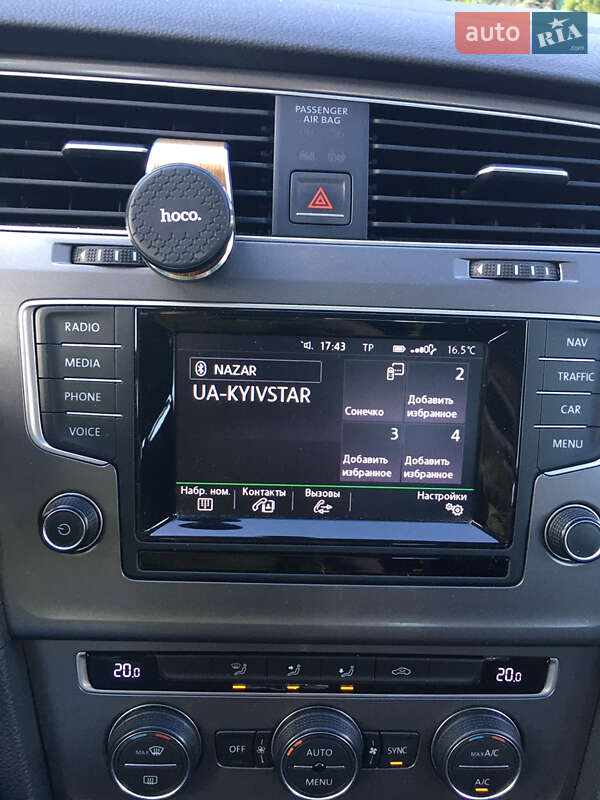 auto RIA .com
PASSENGER
AIR BAG
hoco.
RADIO
MEDIA
PHONE
VOICE
17:43 TP 16.5°C
NAZAR
UA-KYIVSTAR
Сонечко
2
Добавить
избранное
3
Добавить
избранное
4
Добавить
избранное
Набр. ном. Контакты Вызовы Настройки
NAV
TRAFFIC
CAR
MENU
20.0 20.0
MAX
OFF
AUTO
MENU
SYNC
MAX A/C
A/C